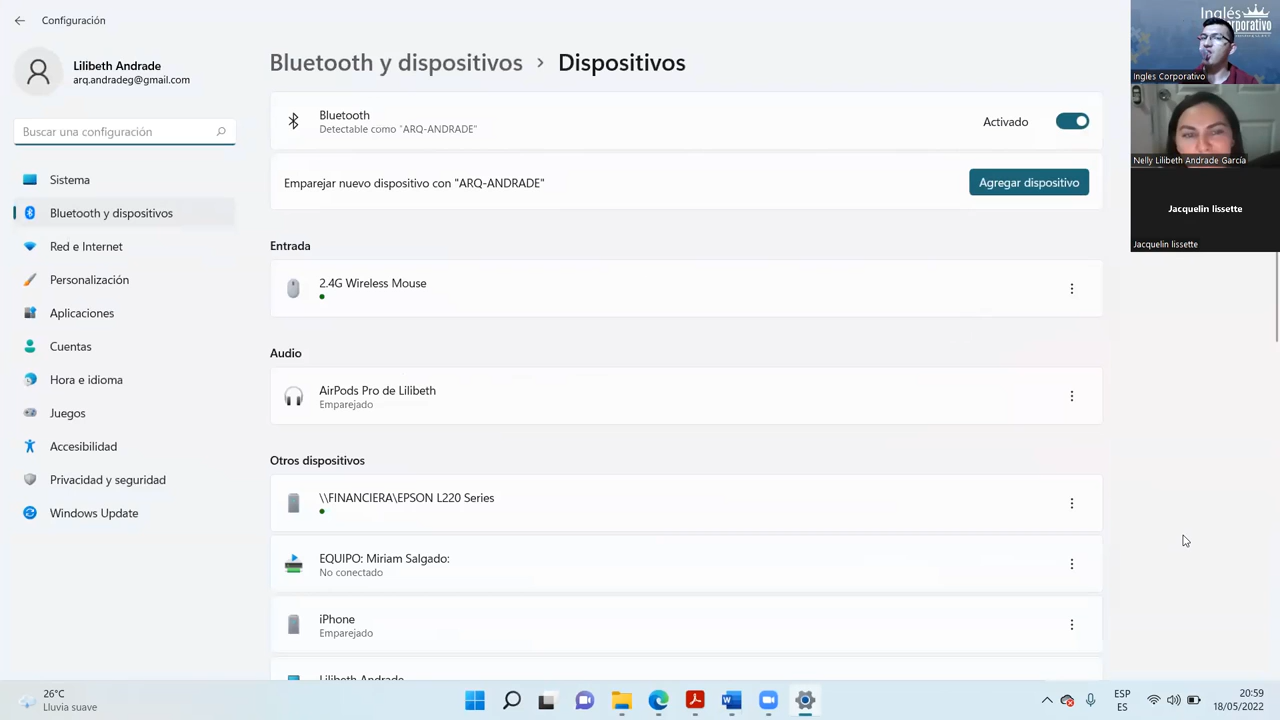 Configuración
Lilibeth Andrade
arq.andradeg@gmail.com
Buscar una configuración
Sistema
Bluetooth y dispositivos
Red e Internet
Personalización
Aplicaciones
Cuentas
Hora e idioma
Juegos
Accesibilidad
Privacidad y seguridad
Windows Update
Bluetooth y dispositivos > Dispositivos
Bluetooth
Detectable como "ARQ-ANDRADE"
Activado
Emparejar nuevo dispositivo con "ARQ-ANDRADE"
Agregar dispositivo
Entrada
2.4G Wireless Mouse
Audio
AirPods Pro de Lilibeth
Emparejado
Otros dispositivos
\\FINANCIERA\EPSON L220 Series
EQUIPO: Miriam Salgado:
No conectado
iPhone
Emparejado
Lilibeth Andrade
Inglés
Ingles Corporativo
Nelly Lilibeth Andrade García
Jacquelin lissette
Jacquelin lissette
26°C
Lluvia suave
ESP
ES
20:59
18/05/2022